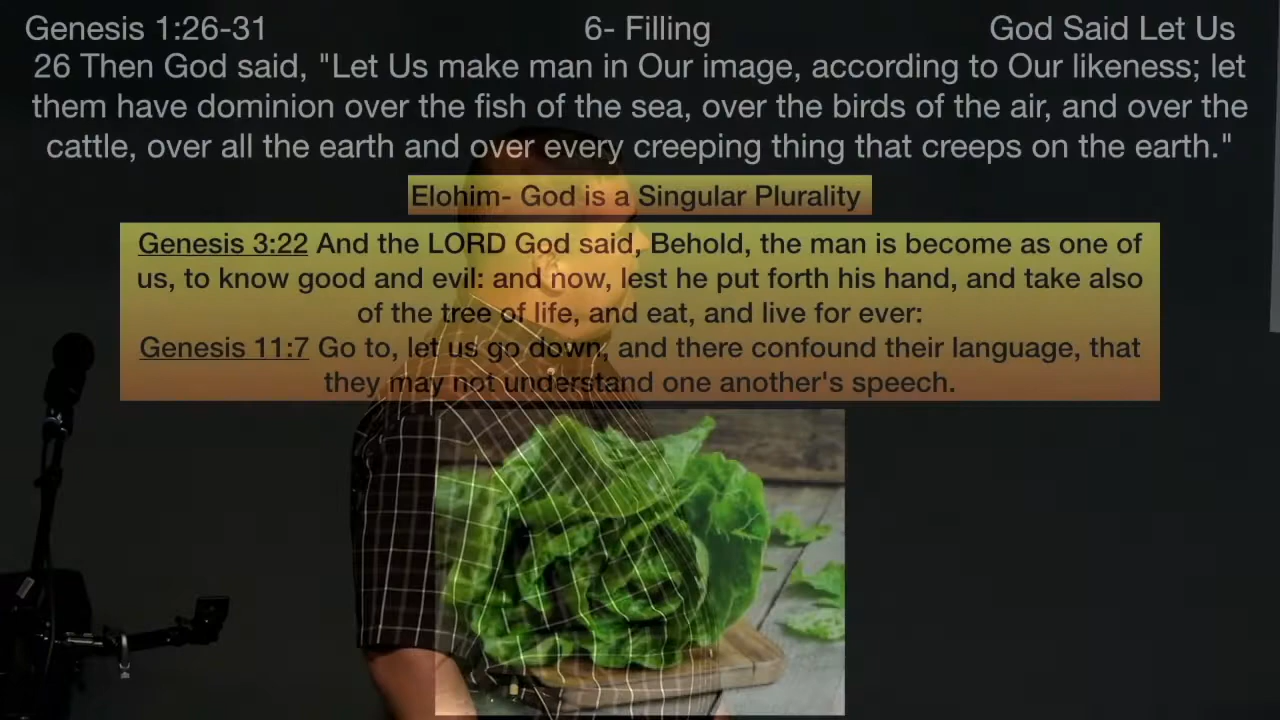 Genesis 1:26-31 6- Filling God Said Let Us
26 Then God said, "Let Us make man in Our image, according to Our likeness; let
them have dominion over the fish of the sea, over the birds of the air, and over the
cattle, over all the earth and over every creeping thing that creeps on the earth."
Elohim- God is a Singular Plurality
Genesis 3:22 And the LORD God said, Behold, the man is become as one of
us, to know good and evil: and now, lest he put forth his hand, and take also
of the tree of life, and eat, and live for ever:
Genesis 11:7 Go to, let us go down, and there confound their language, that
they may not understand one another's speech.